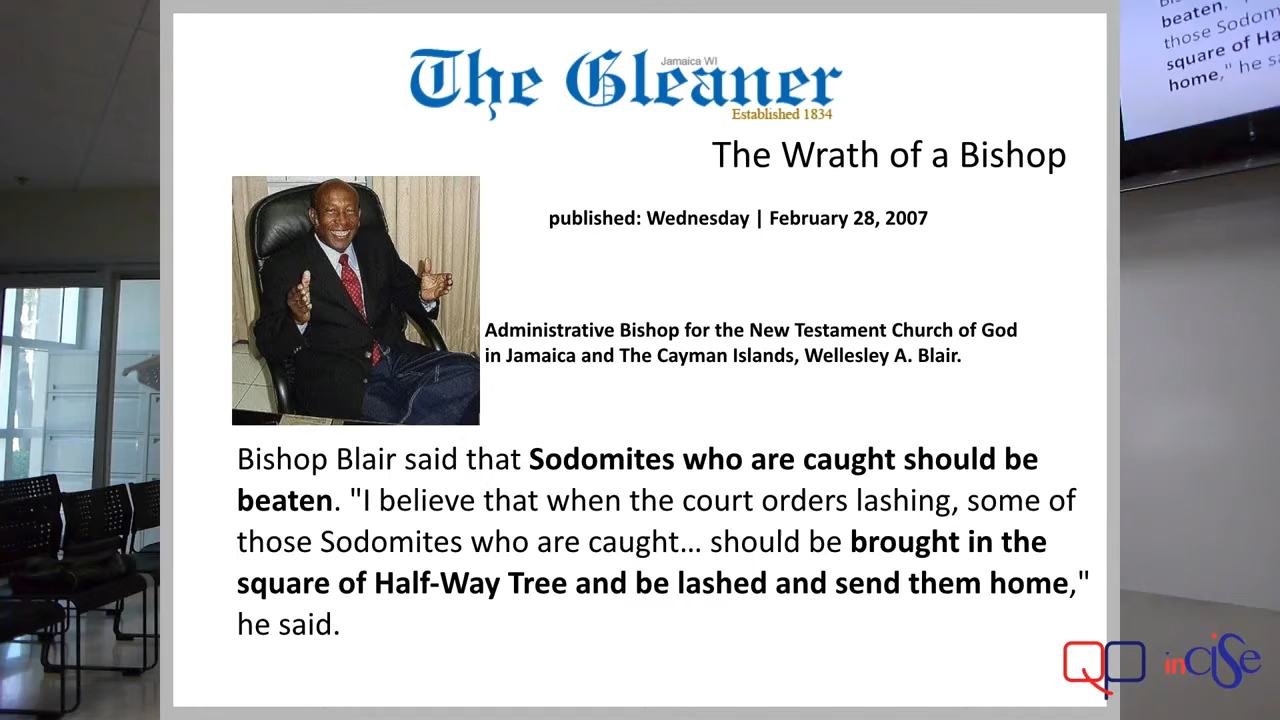 The Gleaner
Jamaica WI
Established 1834
The Wrath of a Bishop
published: Wednesday | February 28, 2007
Administrative Bishop for the New Testament Church of God
in Jamaica and The Cayman Islands, Wellesley A. Blair.
Bishop Blair said that Sodomites who are caught should be
beaten. "I believe that when the court orders lashing, some of
those Sodomites who are caught... should be brought in the
square of Half-Way Tree and be lashed and send them home,"
he said.
beaten.
those Sodom
square of Ha
home," he sa
QP inCiSe